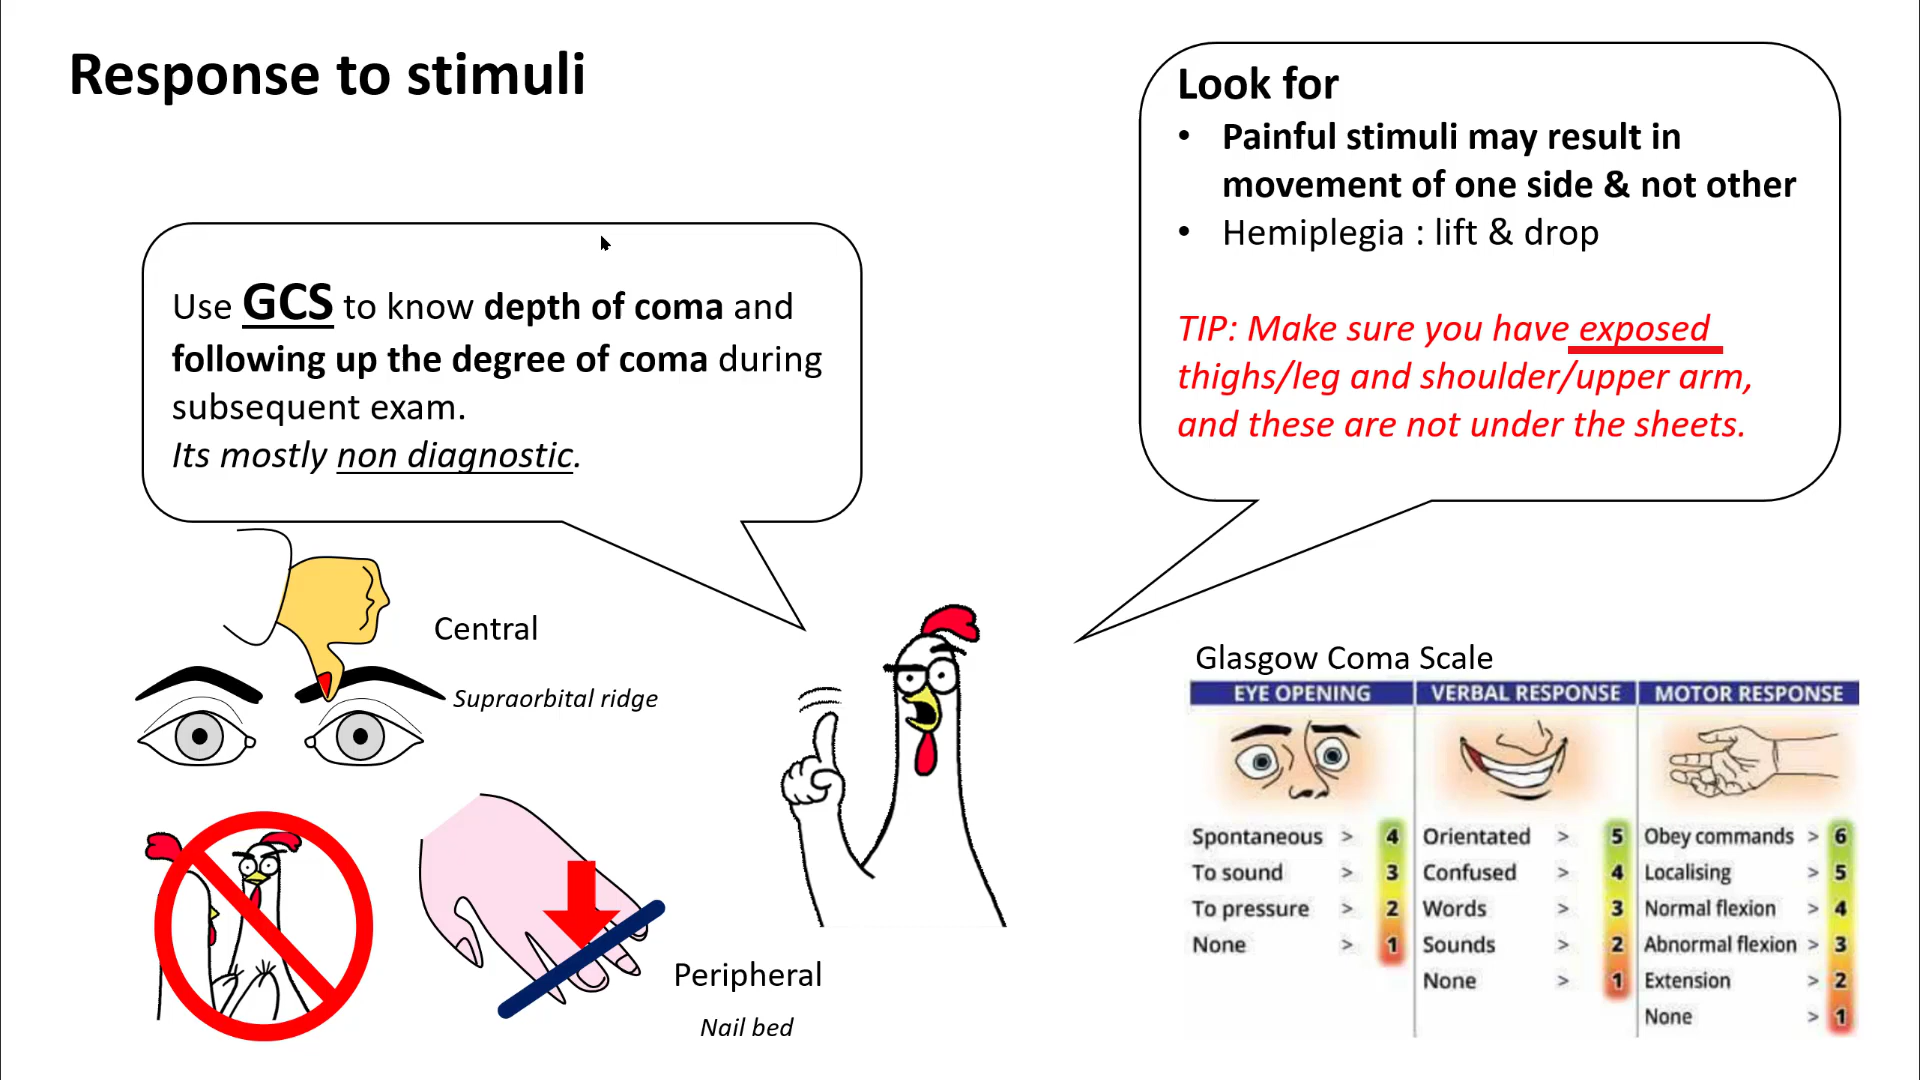 Response to stimuli
Use GCS to know depth of coma and
following up the degree of coma during
subsequent exam.
Its mostly non diagnostic.
Look for
• Painful stimuli may result in
movement of one side & not other
• Hemiplegia : lift & drop
TIP: Make sure you have exposed
thighs/leg and shoulder/upper arm,
and these are not under the sheets.
Central
Supraorbital ridge
Peripheral
Nail bed
Glasgow Coma Scale
EYE OPENING
Spontaneous > 4
To sound > 3
To pressure > 2
None > 1
VERBAL RESPONSE
Orientated > 5
Confused > 4
Words > 3
Sounds > 2
None > 1
MOTOR RESPONSE
Obey commands > 6
Localising > 5
Normal flexion > 4
Abnormal flexion > 3
Extension > 2
None > 1